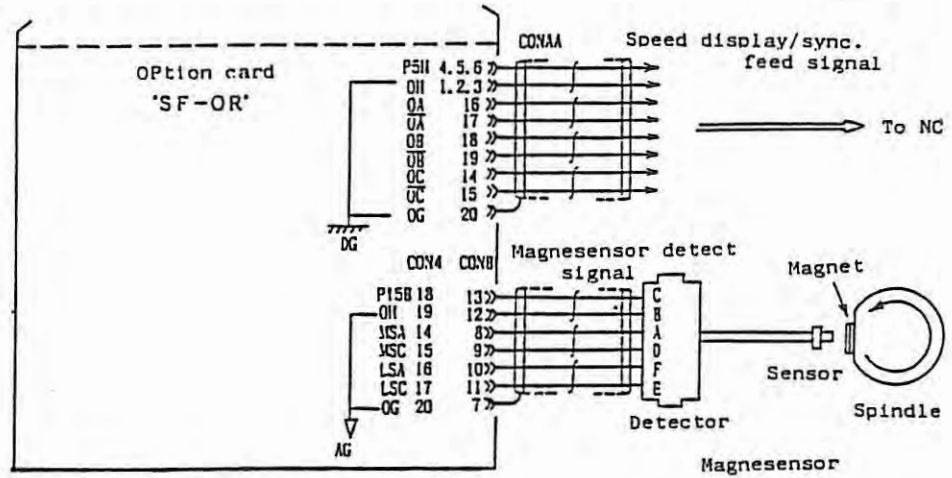 CONAA
Speed display/sync.
feed signal
Option card
"SF-OR"
P5H 4.5.6
OH 1.2.3
OA 16
O̅A̅ 17
OB 18
O̅B̅ 19
OC 14
O̅C̅ 15
OG 20
To NC
DG
CON4 CONB
Magnesensor detect
signal
P15B 18 13 C
OH 19 12 B
MSA 14 8 A
MSC 15 9 D
LSA 16 10 F
LSC 17 11 E
OG 20 7
AG
Magnet
Sensor
Spindle
Detector
Magnesensor